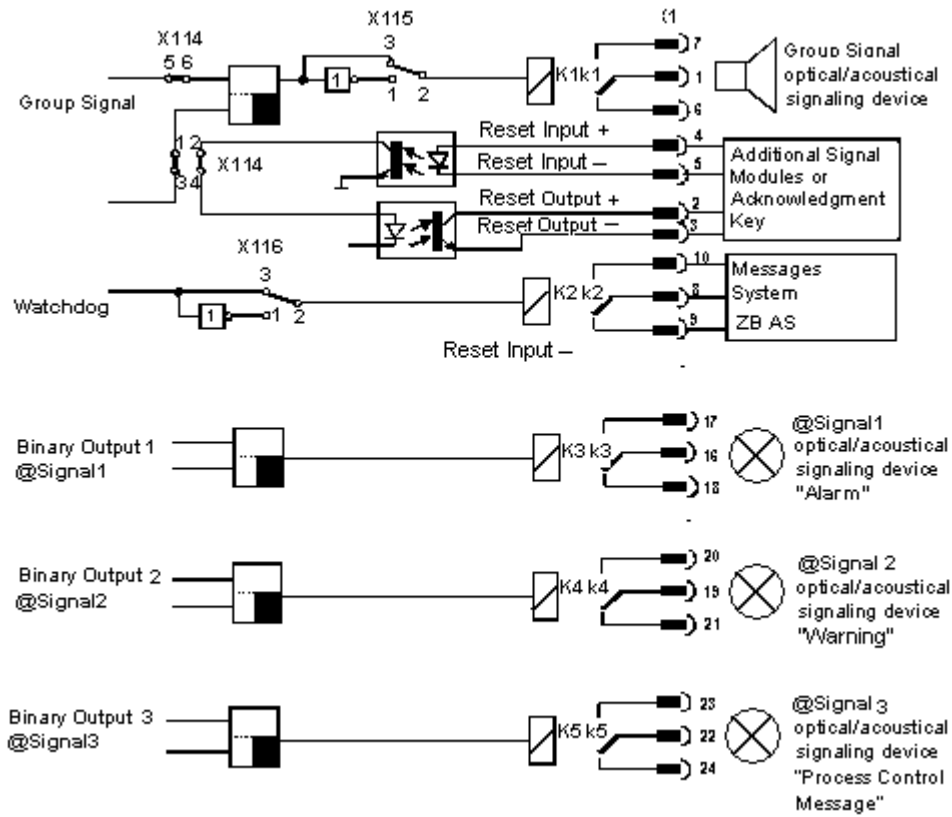 X115
(1
X114
5 6
3
1
1
2
K1 k1
7
1
6
Group Signal
optical/acoustical
signaling device
Group Signal
1 2
3 4
X114
Reset Input +
Reset Input –
Reset Output +
Reset Output –
4
5
2
3
Additional Signal
Modules or
Acknowledgment
Key
X116
3
1
1
2
Watchdog
K2 k2
10
8
9
Messages
System
ZB AS
Reset Input –
Binary Output 1
@Signal1
K3 k3
17
16
18
@Signal1
optical/acoustical
signaling device
"Alarm"
Binary Output 2
@Signal2
K4 k4
20
19
21
@Signal 2
optical/acoustical
signaling device
"Warning"
Binary Output 3
@Signal3
K5 k5
23
22
24
@Signal 3
optical/acoustical
signaling device
"Process Control
Message"